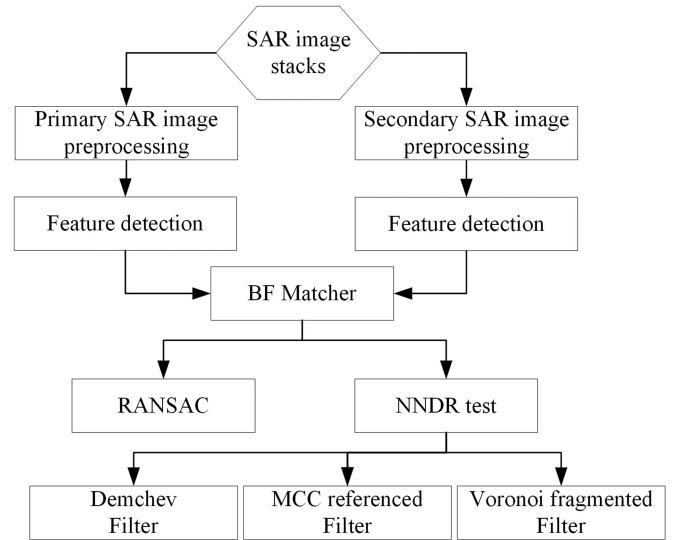 SAR image
stacks
Primary SAR image
preprocessing
Secondary SAR image
preprocessing
Feature detection
Feature detection
BF Matcher
RANSAC
NNDR test
Demchev
Filter
MCC referenced
Filter
Voronoi fragmented
Filter